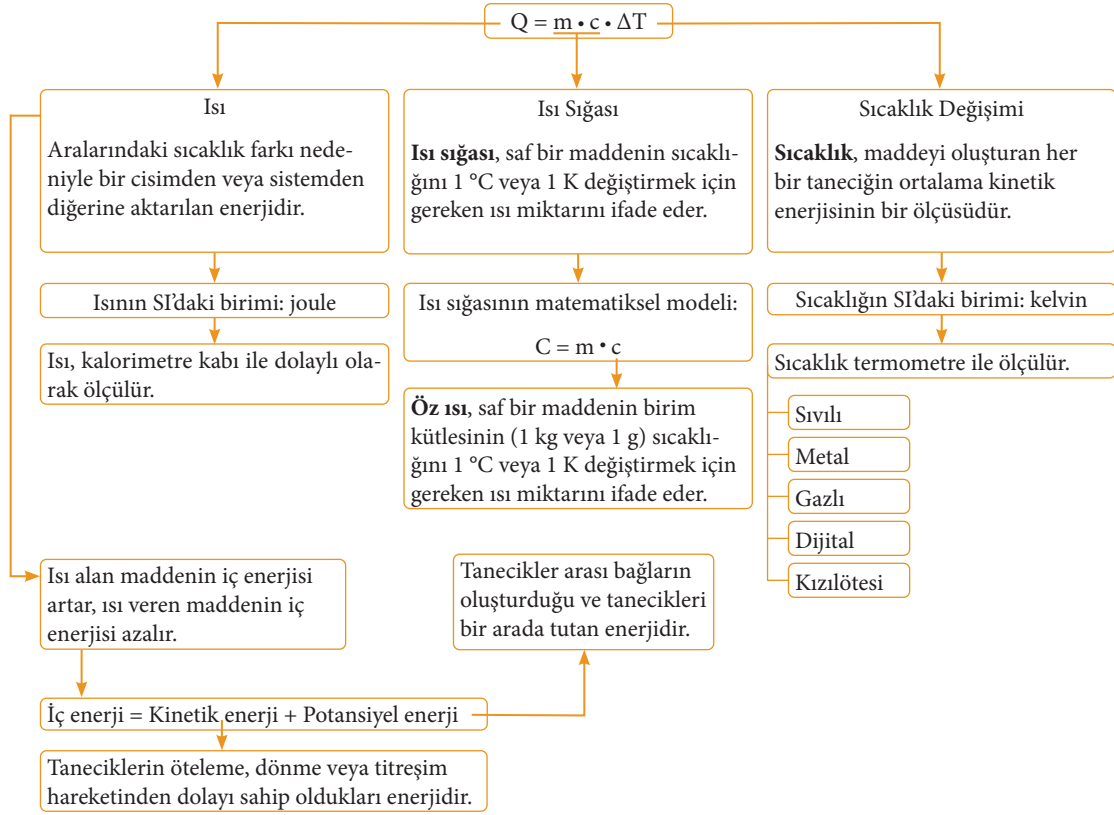 Q = m • c • ΔT
Isı
Aralarındaki sıcaklık farkı nede-
niyle bir cisimden veya sistemden
diğerine aktarılan enerjidir.
Isının SI'daki birimi: joule
Isı, kalorimetre kabı ile dolaylı ola-
rak ölçülür.
Isı Sığası
Isı sığası, saf bir maddenin sıcaklı-
ğını 1 °C veya 1 K değiştirmek için
gereken ısı miktarını ifade eder.
Isı sığasının matematiksel modeli:
C = m • c
Öz ısı, saf bir maddenin birim
kütlesinin (1 kg veya 1 g) sıcaklı-
ğını 1 °C veya 1 K değiştirmek için
gereken ısı miktarını ifade eder.
Sıcaklık Değişimi
Sıcaklık, maddeyi oluşturan her
bir taneciğin ortalama kinetik
enerjisinin bir ölçüsüdür.
Sıcaklığın SI'daki birimi: kelvin
Sıcaklık termometre ile ölçülür.
Sıvılı
Metal
Gazlı
Dijital
Kızılötesi
Isı alan maddenin iç enerjisi
artar, ısı veren maddenin iç
enerjisi azalır.
İç enerji = Kinetik enerji + Potansiyel enerji
Tanecikler arası bağların
oluşturduğu ve tanecikleri
bir arada tutan enerjidir.
Taneciklerin öteleme, dönme veya titreşim
hareketinden dolayı sahip oldukları enerjidir.